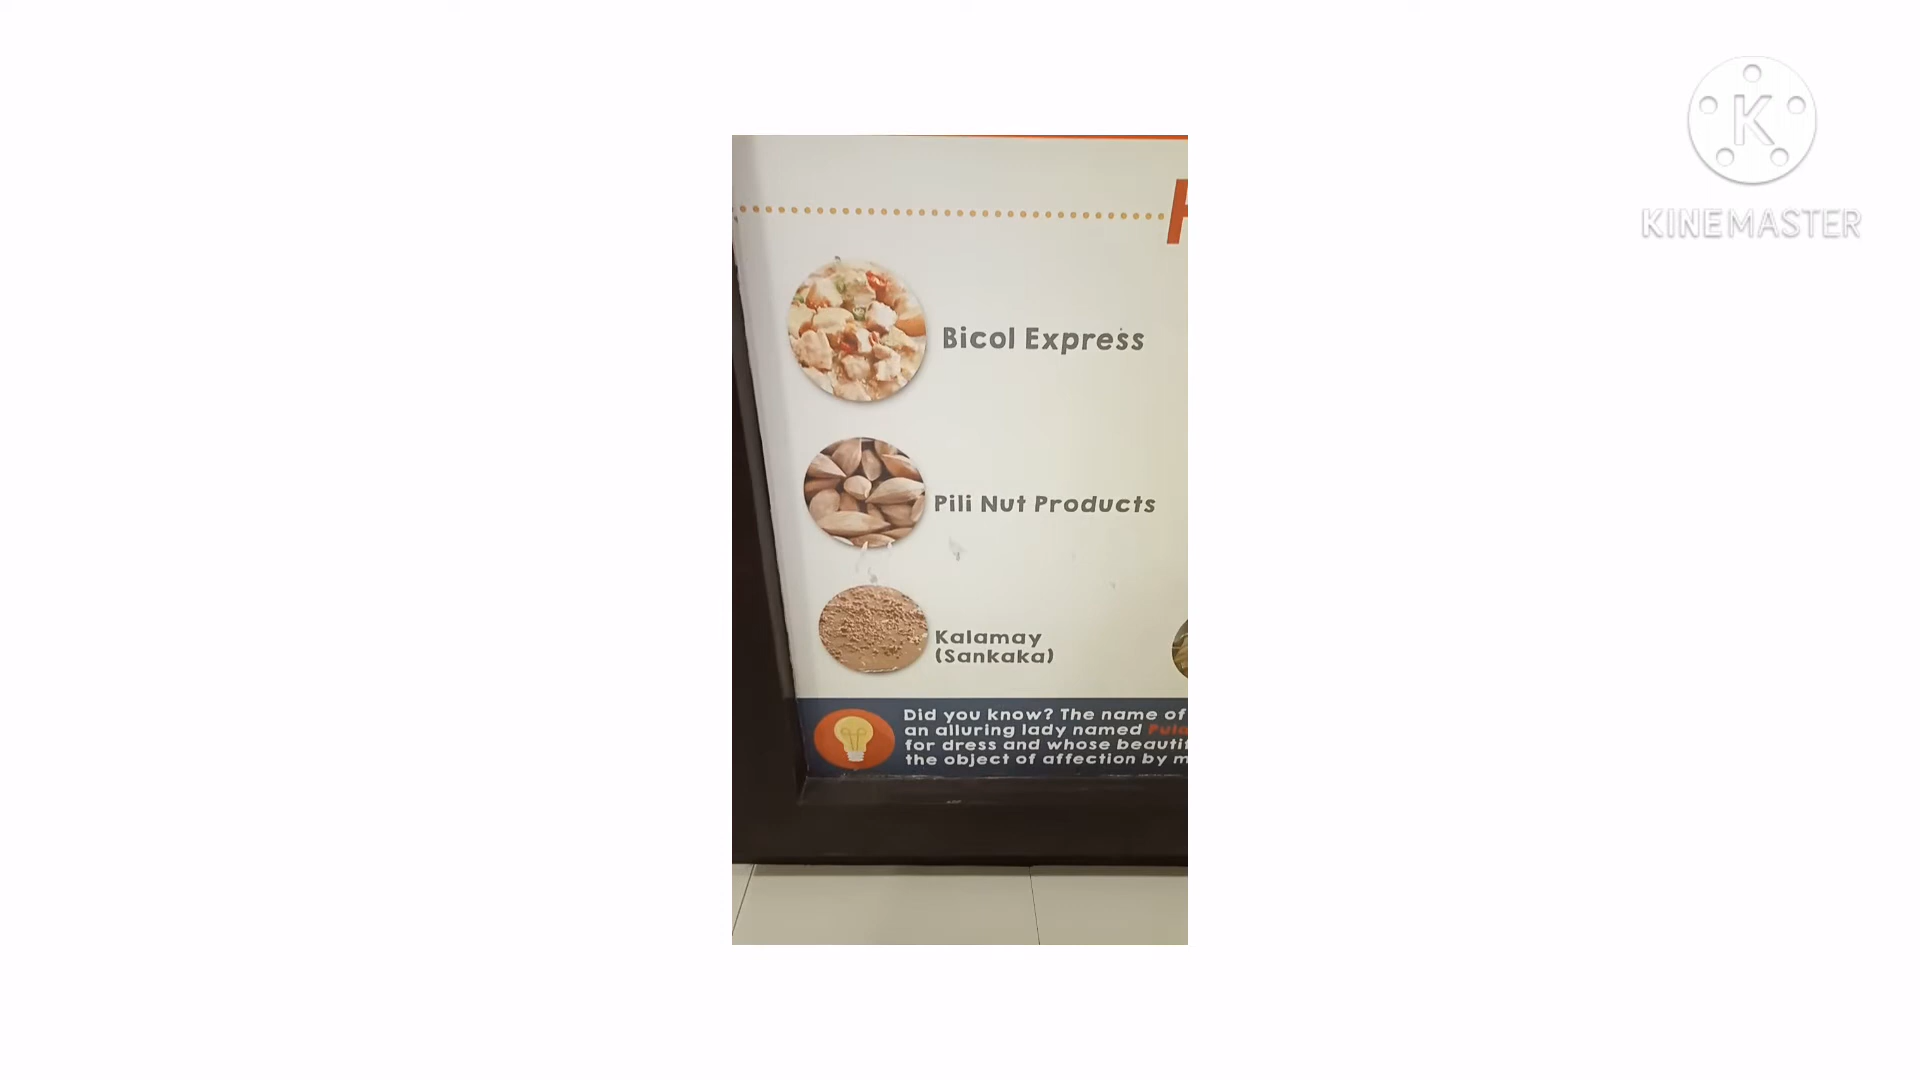 Bicol Express
Pili Nut Products
Kalamay
(Sankaka)
Did you know? The name of
an alluring lady named
for dress and whose
the object of affection by
K
KINEMASTER